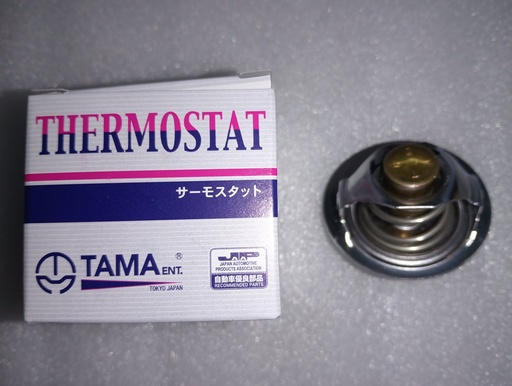 THERMOSTAT
サーモスタット
TAMA ENT.®
TOKYO JAPAN
JAPA
JAPAN AUTOMOTIVE
PRODUCTS ASSOCIATION
自動車優良部品
RECOMMENDED PARTS